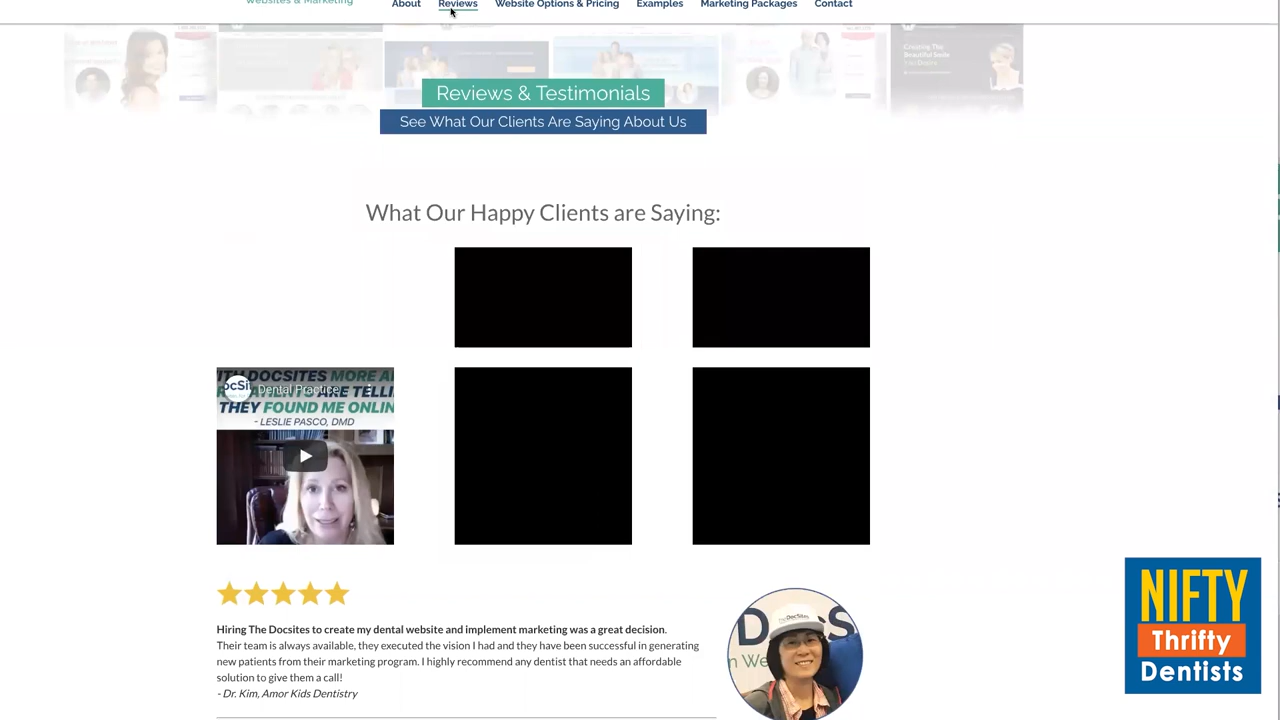 Websites & Marketing
About Reviews Website Options & Pricing Examples Marketing Packages Contact
Reviews & Testimonials
See What Our Clients Are Saying About Us
What Our Happy Clients are Saying:
Dental Practice
THEY FOUND ME ONLIN
- LESLIE PASCO, DMD
Hiring The Docsites to create my dental website and implement marketing was a great decision.
Their team is always available, they executed the vision I had and they have been successful in generating
new patients from their marketing program. I highly recommend any dentist that needs an affordable
solution to give them a call!
- Dr. Kim, Amor Kids Dentistry
NIFTY
Thrifty
Dentists